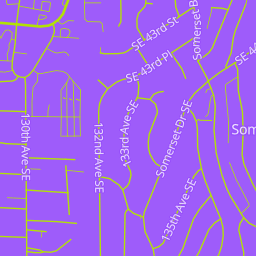 SE 43rd St
Somerset B
SE 43rd Pl
SE 4
130th Ave SE
132nd Ave SE
133rd Ave SE
Somerset Dr SE
Som
135th Ave SE